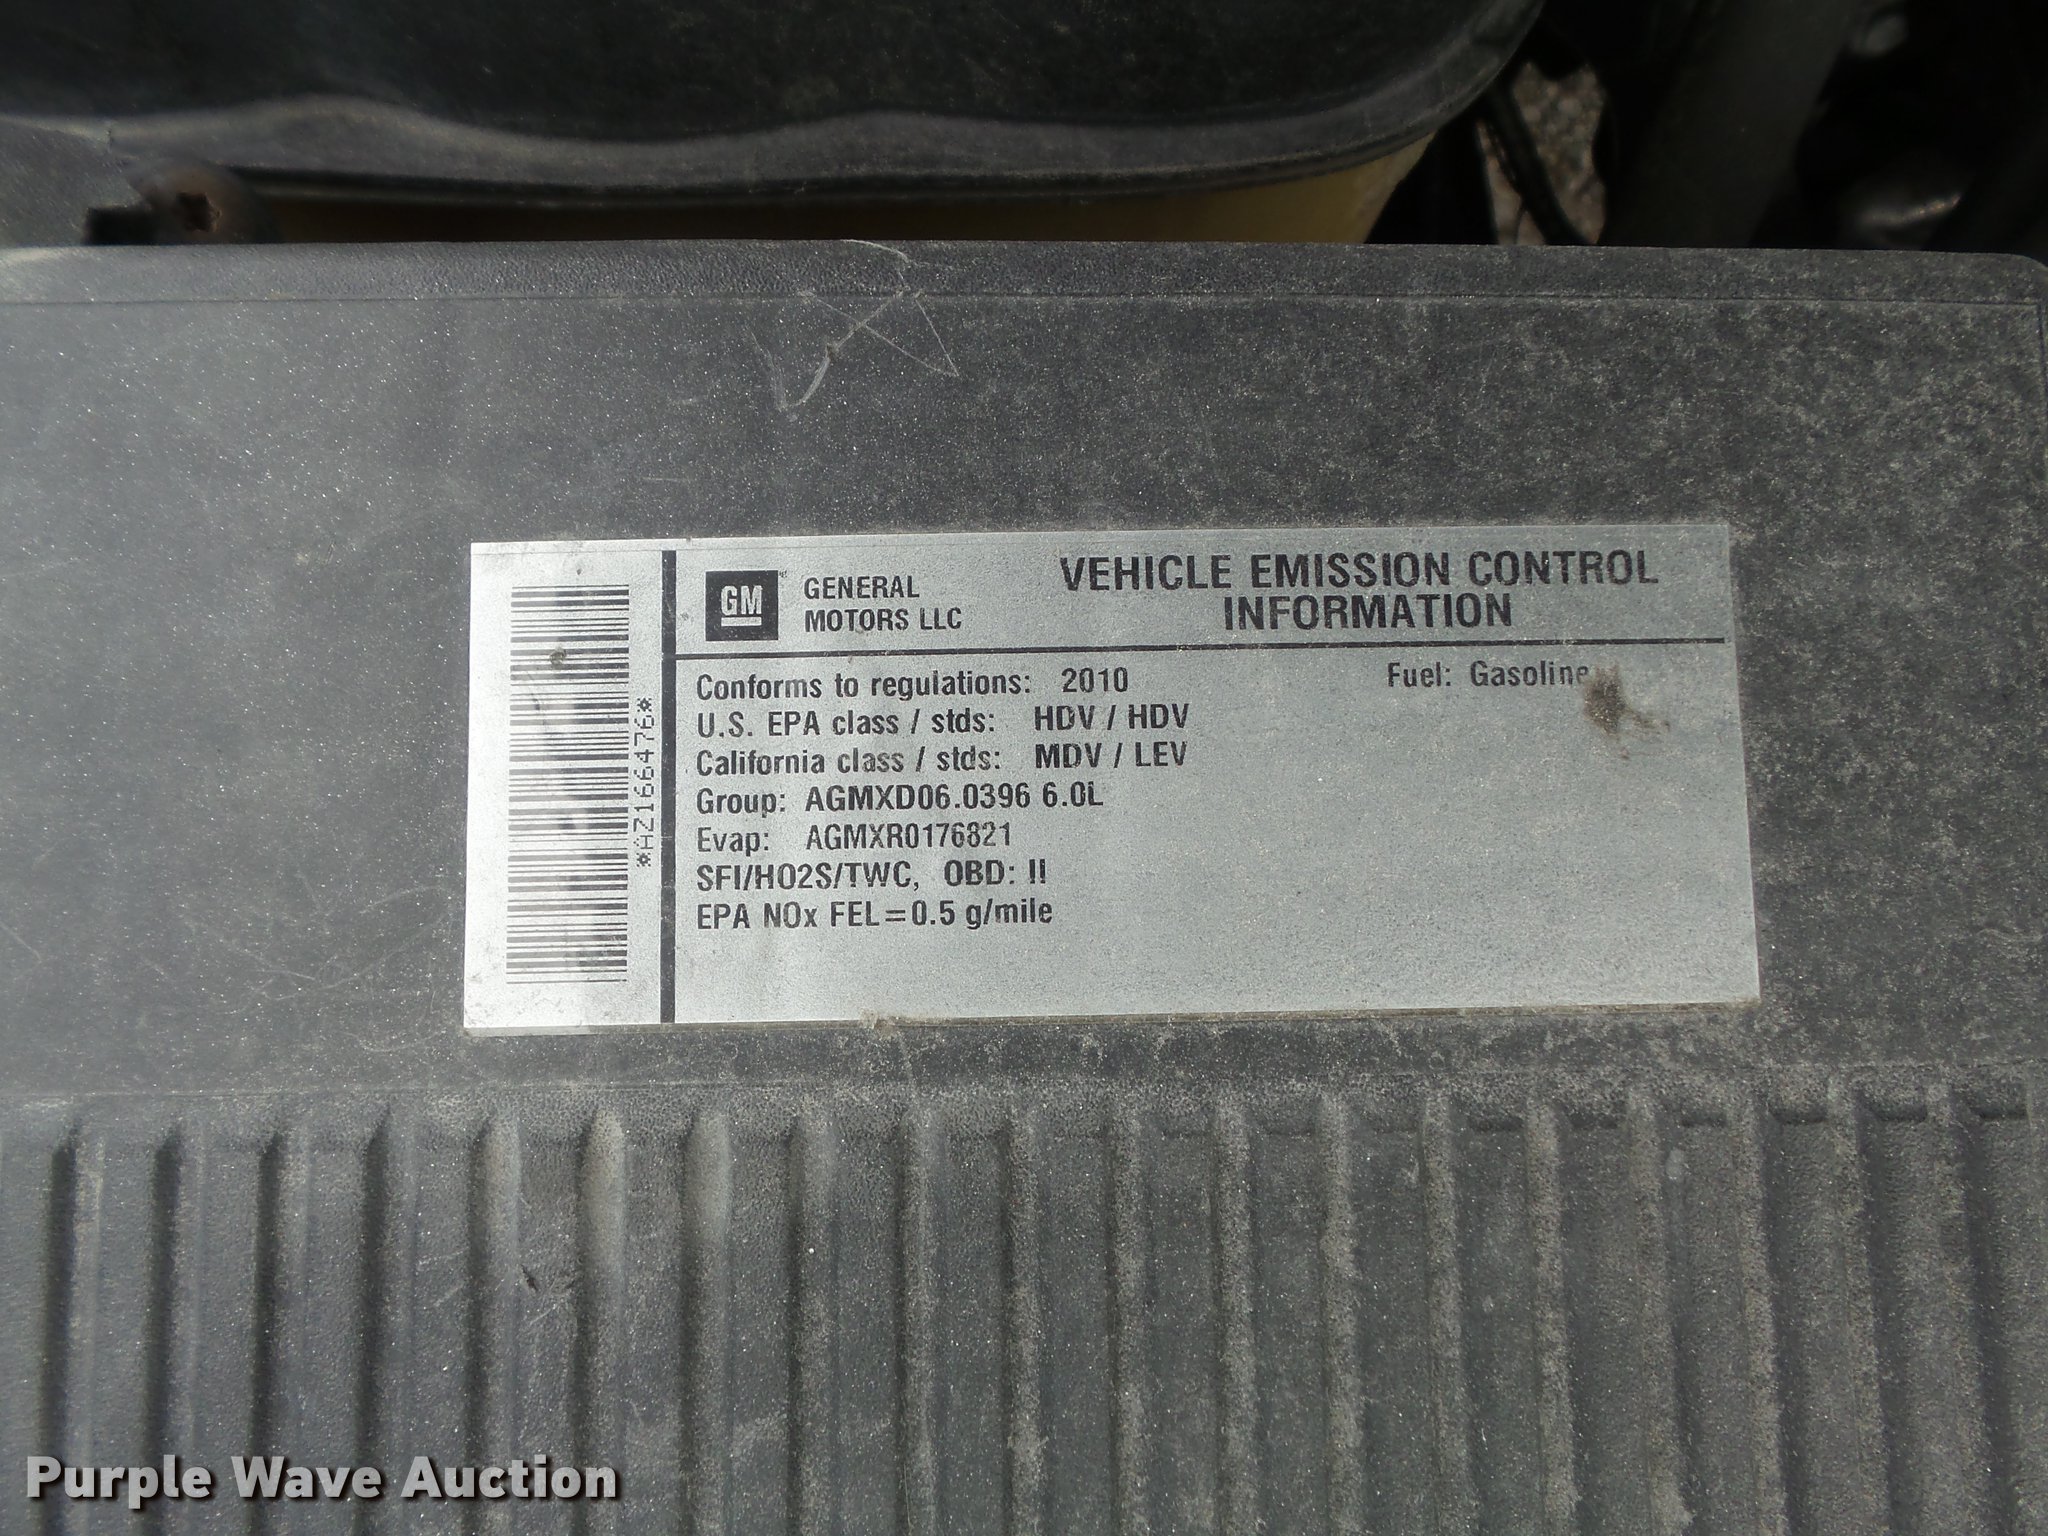 GM GENERAL
MOTORS LLC
VEHICLE EMISSION CONTROL
INFORMATION
Conforms to regulations: 2010 Fuel: Gasoline
U.S. EPA class / stds: HDV / HDV
California class / stds: MDV / LEV
Group: AGMXD06.0396 6.0L
Evap: AGMXR0176821
SFI/HO2S/TWC, OBD: II
EPA NOx FEL=0.5 g/mile
*HZ166476*
Purple Wave Auction